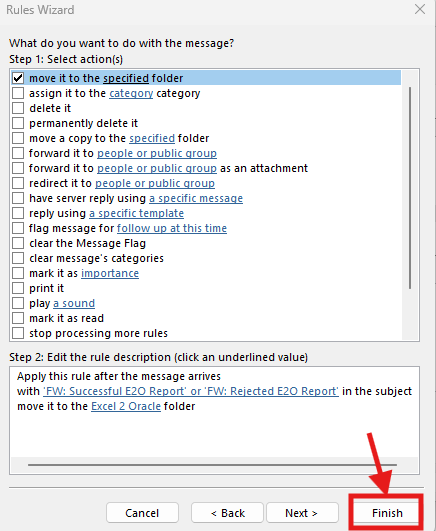 Rules Wizard
What do you want to do with the message?
Step 1: Select action(s)
move it to the specified folder
assign it to the category category
delete it
permanently delete it
move a copy to the specified folder
forward it to people or public group
forward it to people or public group as an attachment
redirect it to people or public group
have server reply using a specific message
reply using a specific template
flag message for follow up at this time
clear the Message Flag
clear message's categories
mark it as importance
print it
play a sound
mark it as read
stop processing more rules
Step 2: Edit the rule description (click an underlined value)
Apply this rule after the message arrives
with 'FW: Successful E2O Report' or 'FW: Rejected E2O Report' in the subject
move it to the Excel 2 Oracle folder
Cancel < Back Next > Finish